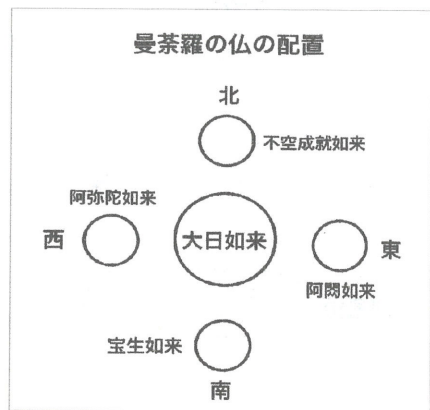 曼荼羅の仏の配置
北
不空成就如来
阿弥陀如来
西
大日如来
東
阿閦如来
宝生如来
南